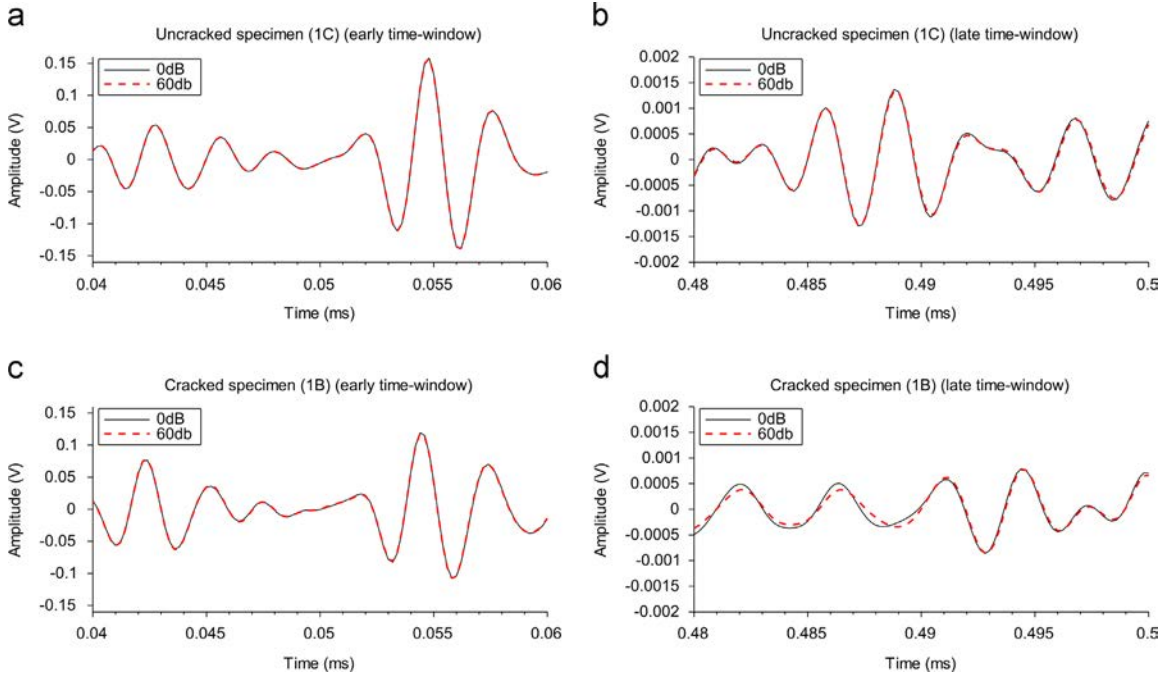 a
Uncracked specimen (1C) (early time-window)
0dB
60db
0.15
0.1
0.05
0
-0.05
-0.1
-0.15
Amplitude (V)
0.04 0.045 0.05 0.055 0.06
Time (ms)
b
Uncracked specimen (1C) (late time-window)
0dB
60db
0.002
0.0015
0.001
0.0005
0
-0.0005
-0.001
-0.0015
-0.002
Amplitude (V)
0.48 0.485 0.49 0.495 0.5
Time (ms)
c
Cracked specimen (1B) (early time-window)
0dB
60db
0.15
0.1
0.05
0
-0.05
-0.1
-0.15
Amplitude (V)
0.04 0.045 0.05 0.055 0.06
Time (ms)
d
Cracked specimen (1B) (late time-window)
0dB
60db
0.002
0.0015
0.001
0.0005
0
-0.0005
-0.001
-0.0015
-0.002
Amplitude (V)
0.48 0.485 0.49 0.495 0.5
Time (ms)